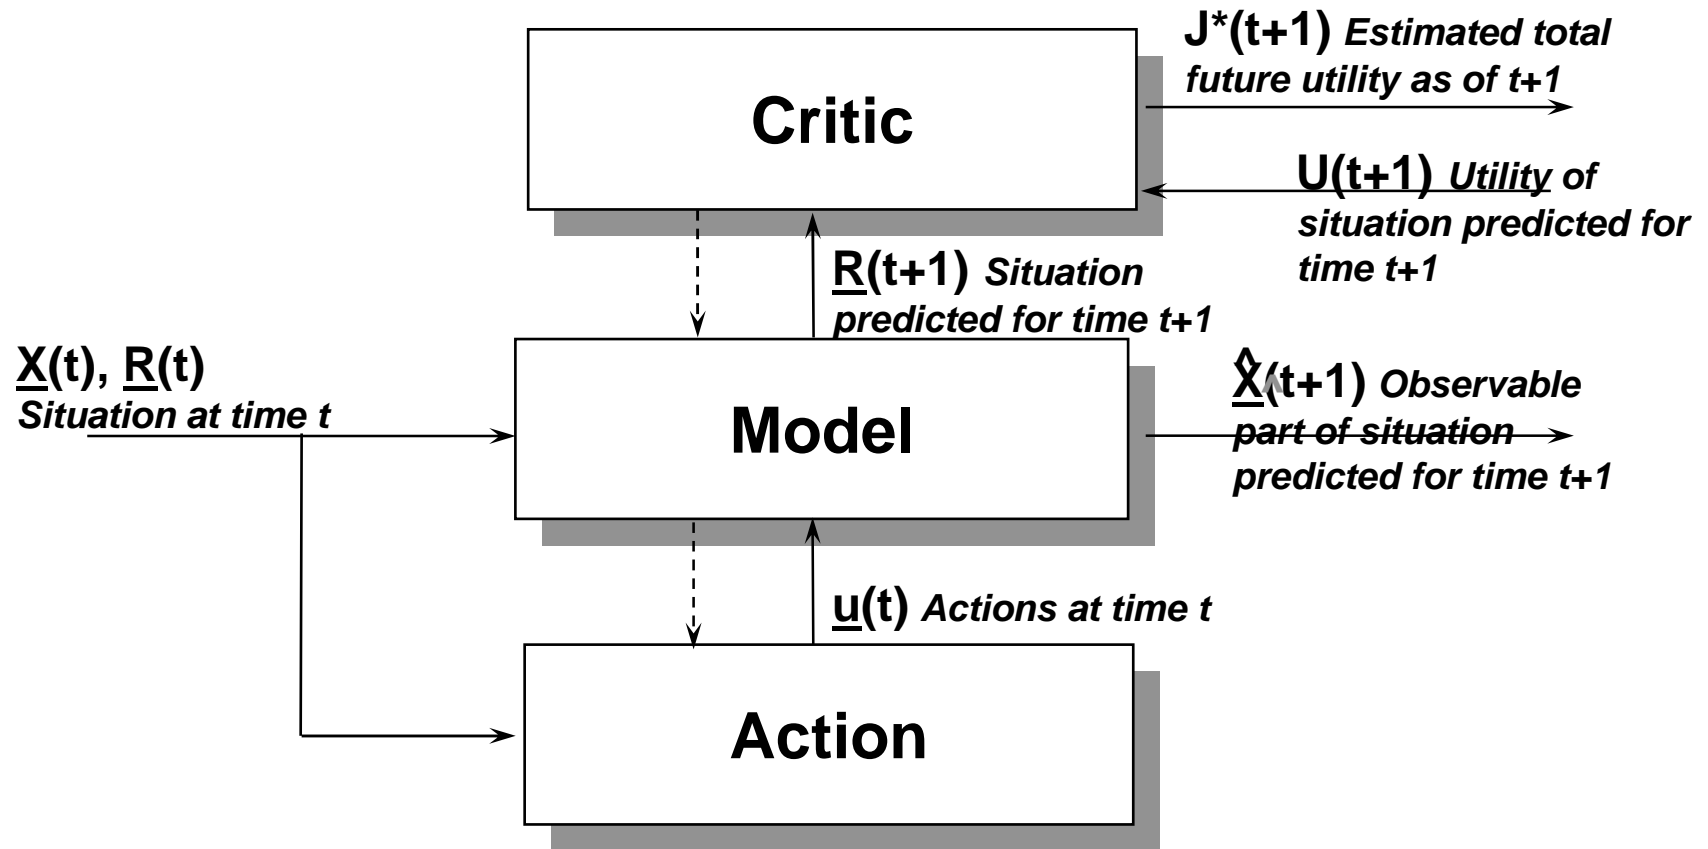 J*(t+1) Estimated total
future utility as of t+1
Critic
U(t+1) Utility of
situation predicted for
time t+1
R(t+1) Situation
predicted for time t+1
X(t), R(t)
Situation at time t
Model
X̂(t+1) Observable
part of situation
predicted for time t+1
u(t) Actions at time t
Action